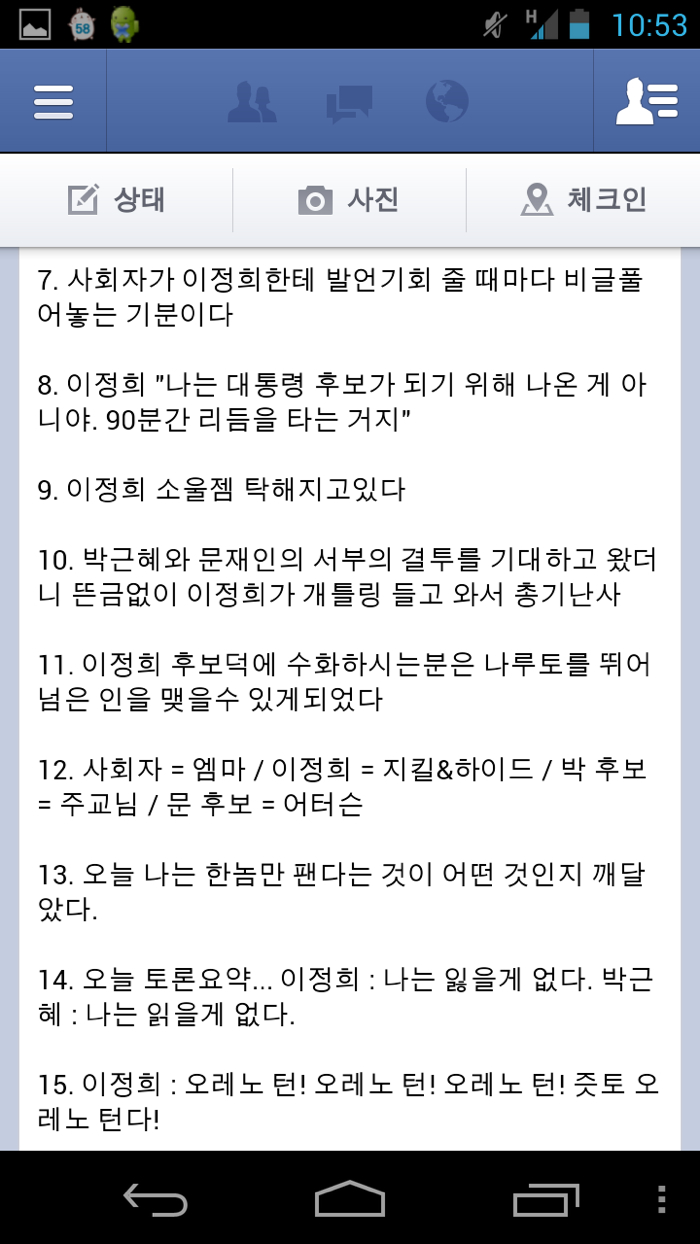 58
H
10:53
상태
사진
체크인
7. 사회자가 이정희한테 발언기회 줄 때마다 비글풀
어놓는 기분이다
8. 이정희 "나는 대통령 후보가 되기 위해 나온 게 아
니야. 90분간 리듬을 타는 거지"
9. 이정희 소울젬 탁해지고있다
10. 박근혜와 문재인의 서부의 결투를 기대하고 왔더
니 뜬금없이 이정희가 개틀링 들고 와서 총기난사
11. 이정희 후보덕에 수화하시는분은 나루토를 뛰어
넘은 인을 맺을수 있게되었다
12. 사회자 = 엠마 / 이정희 = 지킬&하이드 / 박 후보
= 주교님 / 문 후보 = 어터슨
13. 오늘 나는 한놈만 팬다는 것이 어떤 것인지 깨달
았다.
14. 오늘 토론요약... 이정희 : 나는 잃을게 없다. 박근
혜 : 나는 읽을게 없다.
15. 이정희 : 오레노 턴! 오레노 턴! 오레노 턴! 즛토 오
레노 턴다!